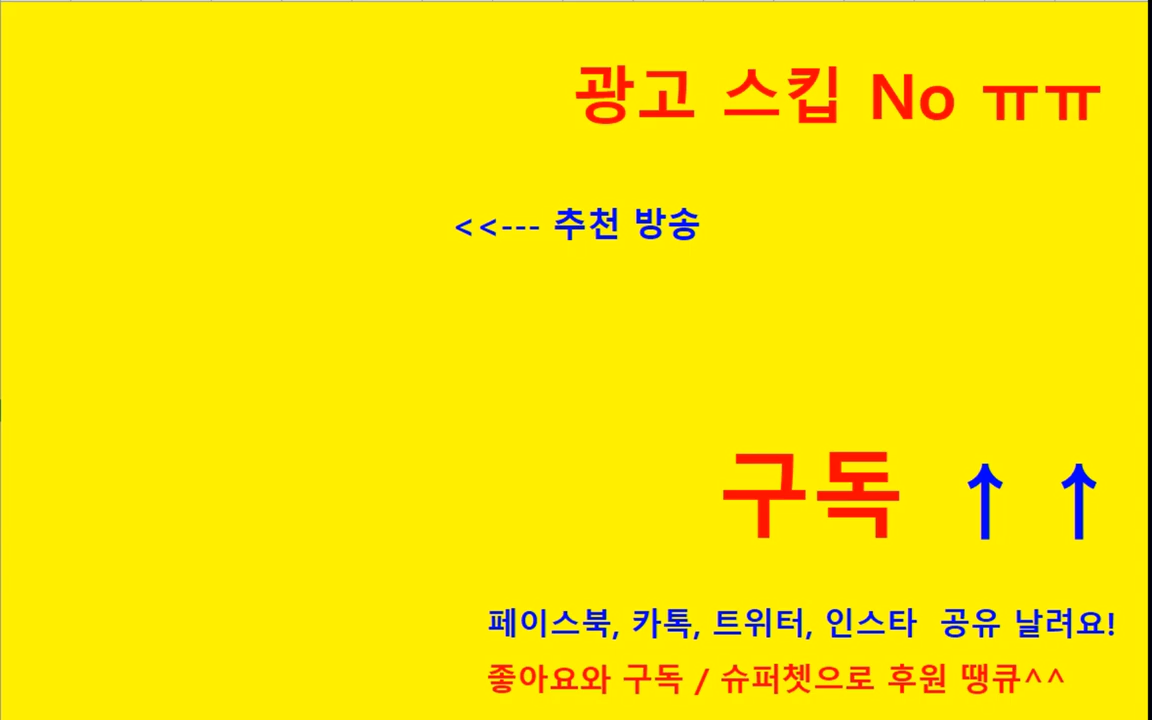 광고 스킵 No ㅠㅠ
<<--- 추천 방송
구독 ↑ ↑
페이스북, 카톡, 트위터, 인스타 공유 날려요!
좋아요와 구독 / 슈퍼쳇으로 후원 땡큐^^